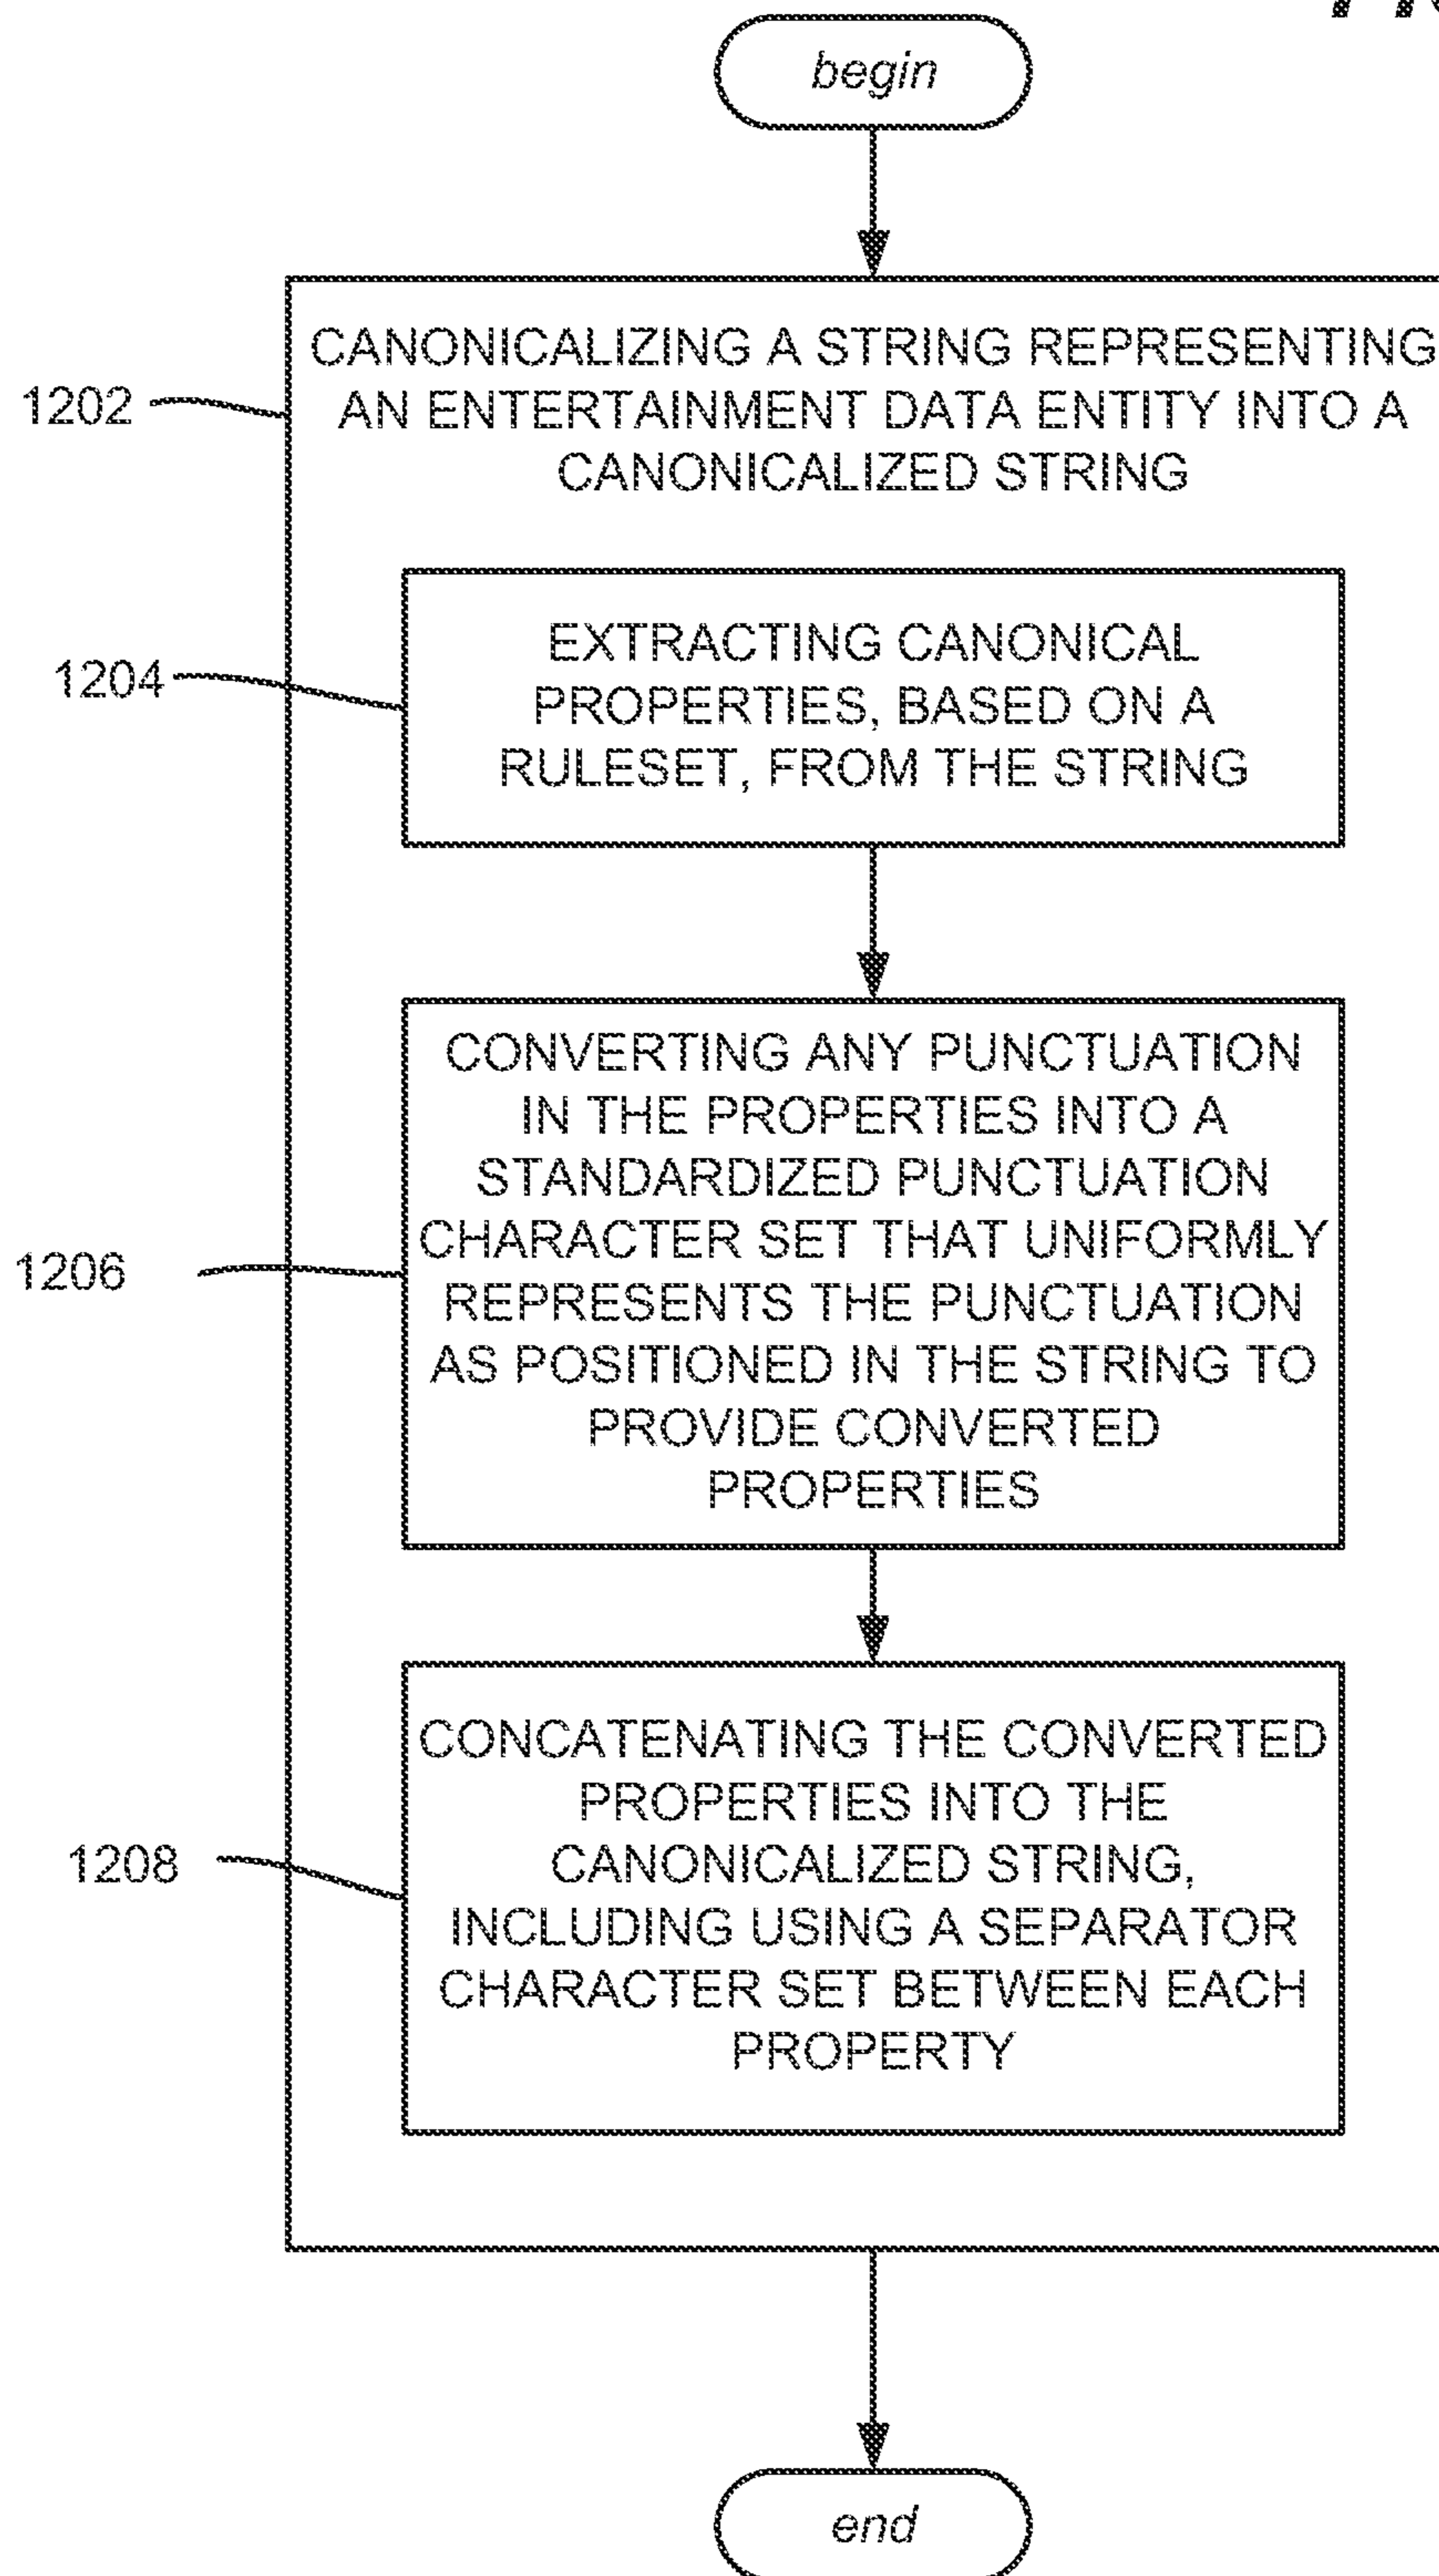 begin
CANONICALIZING A STRING REPRESENTING
AN ENTERTAINMENT DATA ENTITY INTO A
CANONICALIZED STRING
1202
EXTRACTING CANONICAL
PROPERTIES, BASED ON A
RULESET, FROM THE STRING
1204
CONVERTING ANY PUNCTUATION
IN THE PROPERTIES INTO A
STANDARDIZED PUNCTUATION
CHARACTER SET THAT UNIFORMLY
REPRESENTS THE PUNCTUATION
AS POSITIONED IN THE STRING TO
PROVIDE CONVERTED
PROPERTIES
1206
CONCATENATING THE CONVERTED
PROPERTIES INTO THE
CANONICALIZED STRING,
INCLUDING USING A SEPARATOR
CHARACTER SET BETWEEN EACH
PROPERTY
1208
end